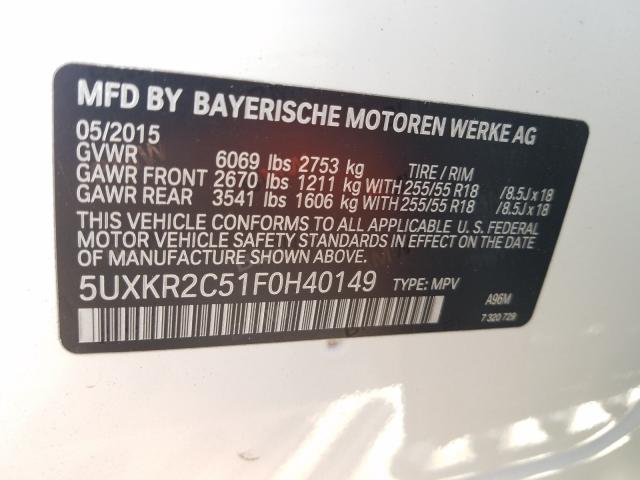 MFD BY BAYERISCHE MOTOREN WERKE AG
05/2015
GVWR 6069 lbs 2753 kg TIRE / RIM
GAWR FRONT 2670 lbs 1211 kg WITH 255/55 R18 / 8.5J x 18
GAWR REAR 3541 lbs 1606 kg WITH 255/55 R18 / 8.5J x 18
THIS VEHICLE CONFORMS TO ALL APPLICABLE U.S. FEDERAL
MOTOR VEHICLE SAFETY STANDARDS IN EFFECT ON THE DATE
OF MANUFACTURE SHOWN ABOVE.
5UXKR2C51F0H40149 TYPE: MPV
A96M
7 320 729